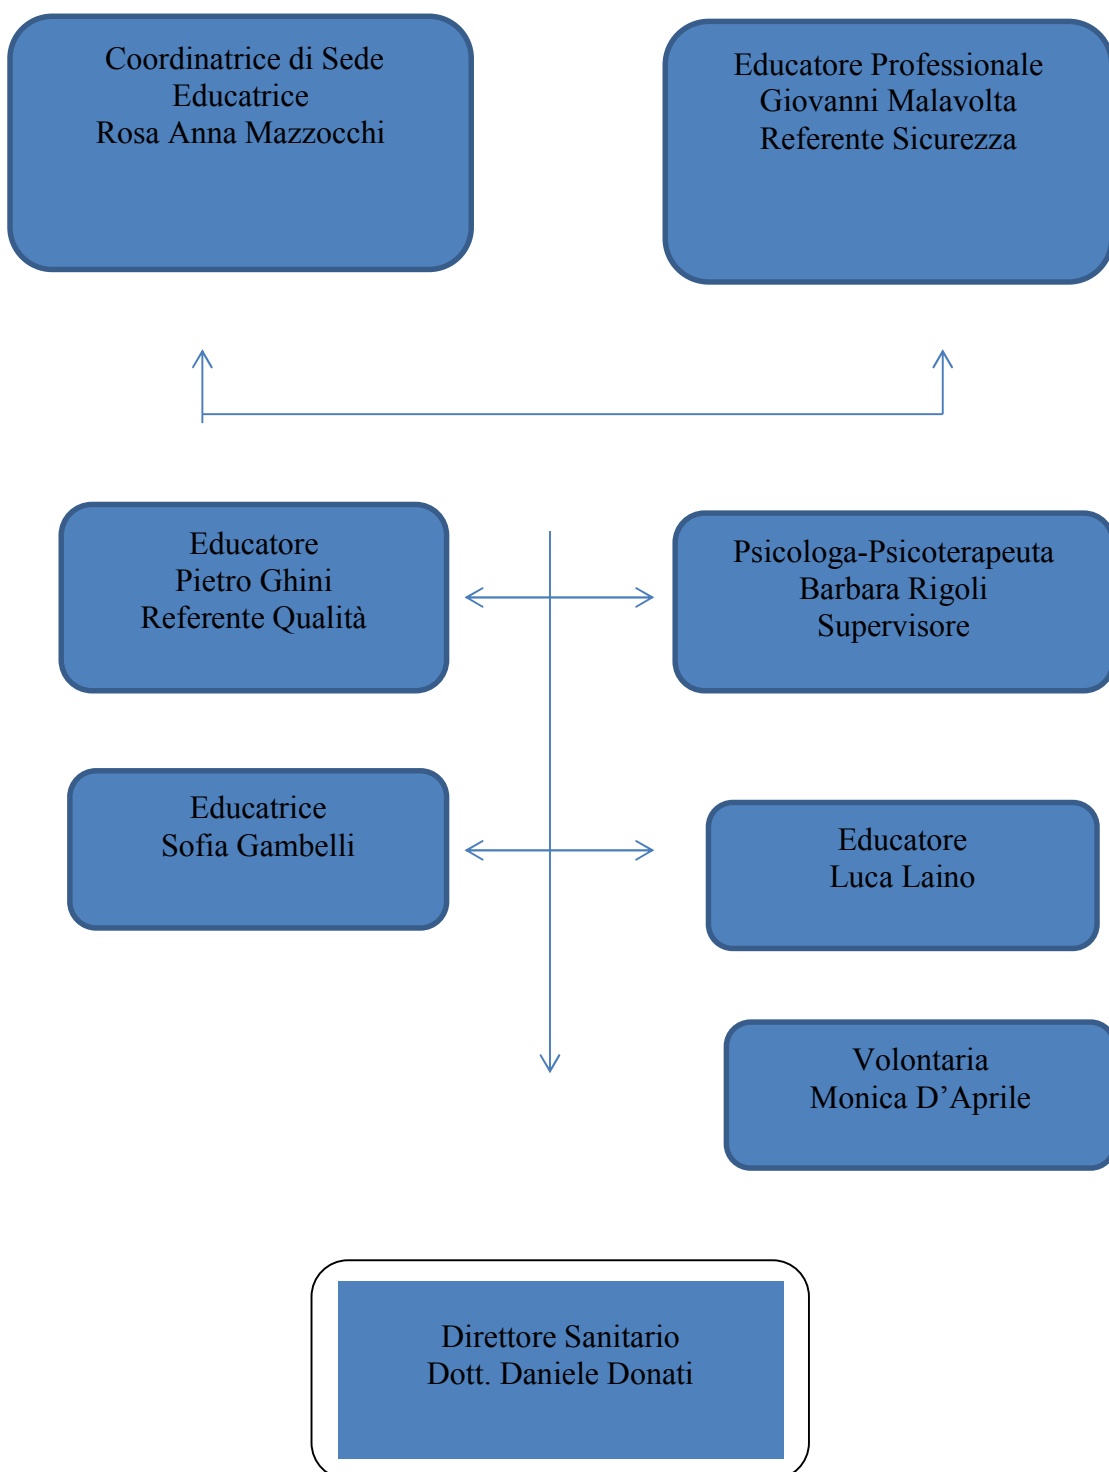 Coordinatrice di Sede
Educatrice
Rosa Anna Mazzocchi
Educatore Professionale
Giovanni Malavolta
Referente Sicurezza
Educatore
Pietro Ghini
Referente Qualità
Psicologa-Psicoterapeuta
Barbara Rigoli
Supervisore
Educatrice
Sofia Gambelli
Educatore
Luca Laino
Volontaria
Monica D’Aprile
Direttore Sanitario
Dott. Daniele Donati